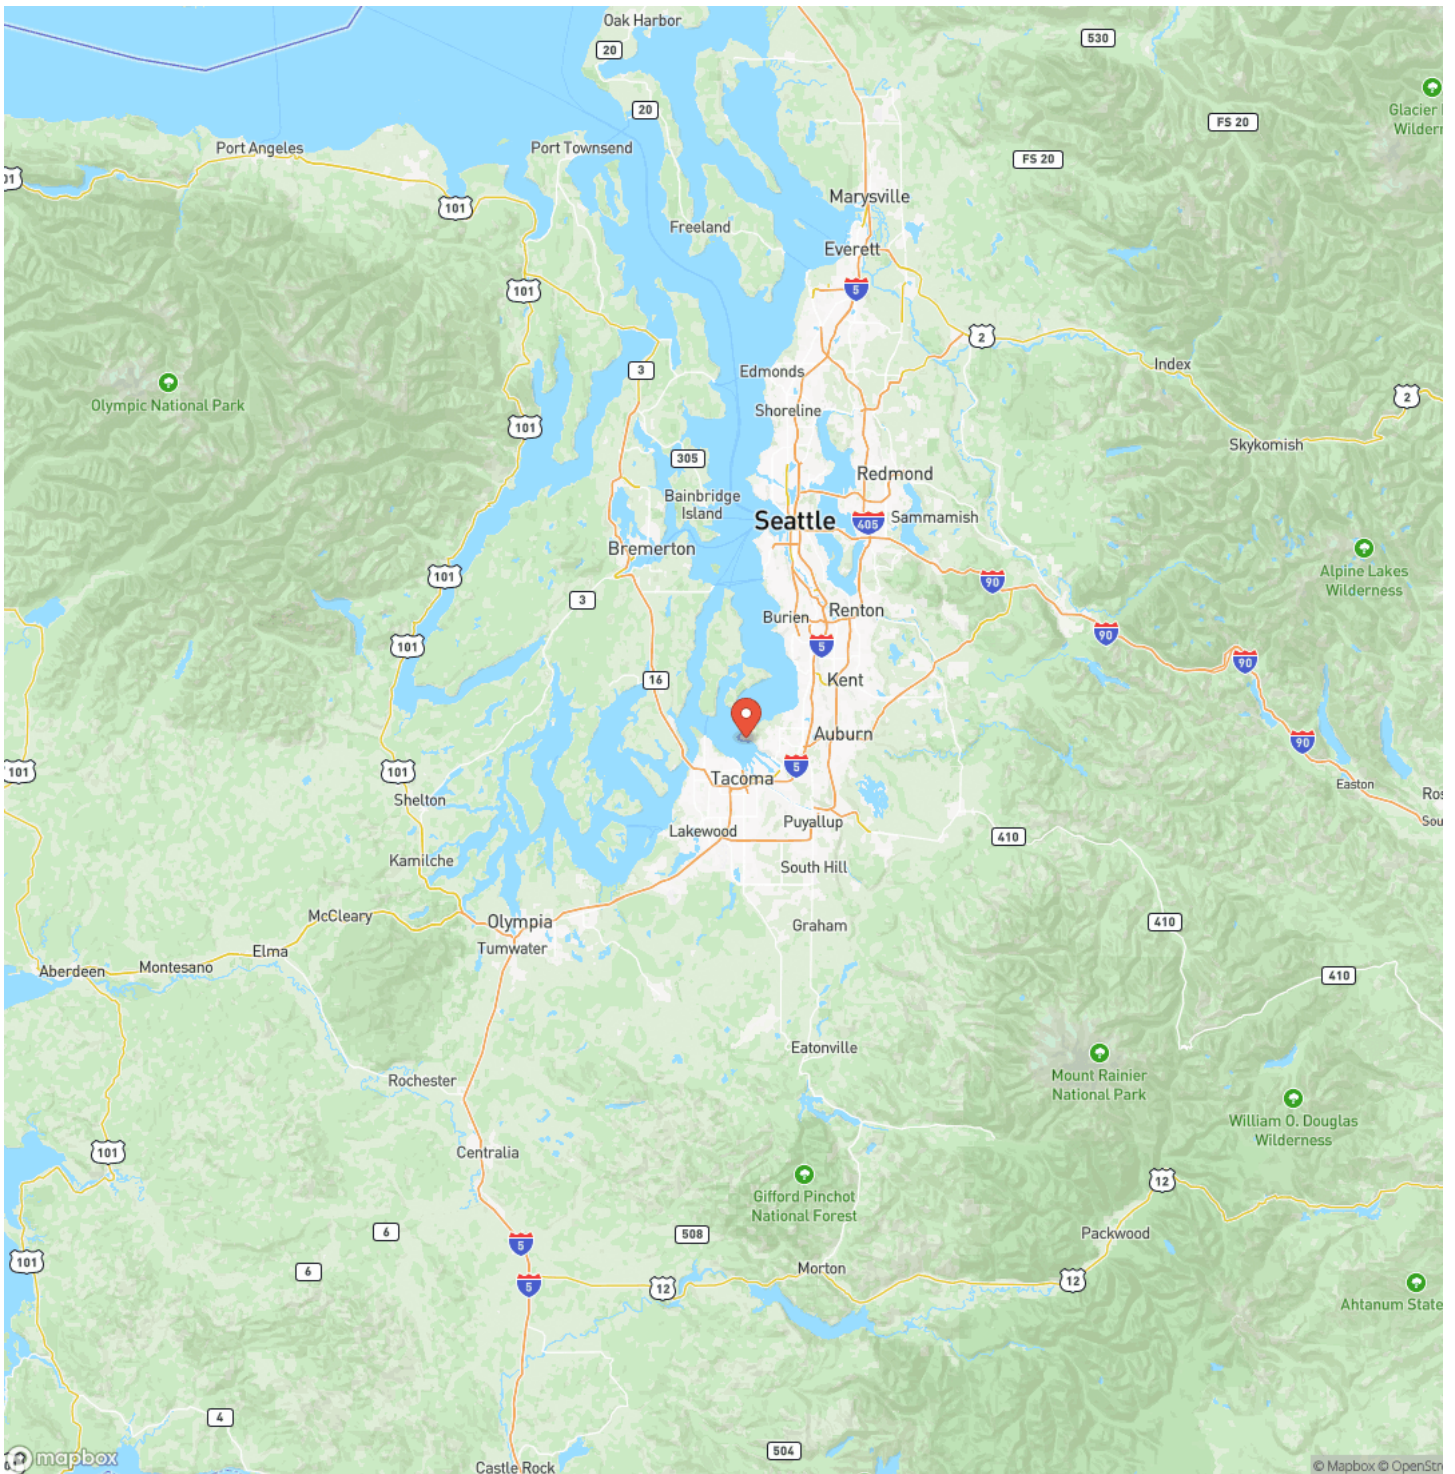 Oak Harbor
20
530
Glacier
Wildern
20
FS 20
Port Angeles
Port Townsend
FS 20
101
101
Marysville
Freeland
Everett
101
5
2
Index
3
Edmonds
Olympic National Park
2
101
Shoreline
Skykomish
305
Redmond
Bainbridge
Island
Seattle
405
Sammamish
Bremerton
Alpine Lakes
Wilderness
101
90
3
Burien
Renton
90
101
5
90
16
Kent
Auburn
90
101
101
5
Tacoma
Easton
Shelton
Ros
Sou
Lakewood
Puyallup
410
Kamilche
South Hill
McCleary
Olympia
Graham
410
Tumwater
Elma
Aberdeen
Montesano
410
Eatonville
Mount Rainier
National Park
Rochester
William O. Douglas
Wilderness
101
Centralia
12
Gifford Pinchot
National Forest
6
508
Packwood
5
101
6
Morton
5
12
12
Ahtanum State
4
504
mapbox
Castle Rock
© Mapbox © OpenStre